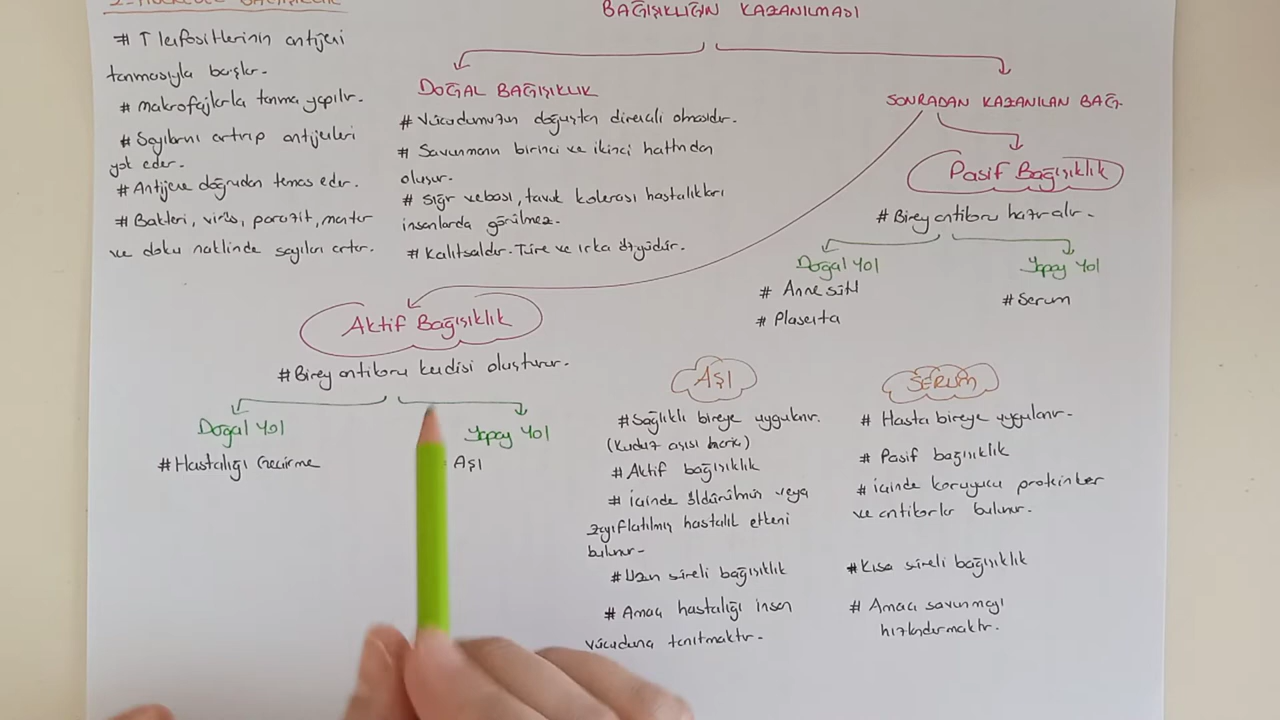 BAĞIŞIKLIĞIN KAZANILMASI
# T lenfositlerinin antijeni
tanımasıyla başlar.
# makrofajlarla tanıma yapılır.
# Sayılarını artırıp antijenleri
yok eder.
# Antijene doğrudan temas eder.
# Bakteri, virüs, parazit, mantar
ve doku naklinde sayıları artar.
DOĞAL BAĞIŞIKLIK
# Vücudumuzun doğuştan dirençli olmasıdır.
# Savunmanın birinci ve ikinci hattından
oluşur.
# Sığır vebası, tavuk kolerası hastalıkları
insanlarda görülmez.
# Kalıtsaldır. Türe ve ırka özgüdür.
SONRADAN KAZANILAN BAĞ.
Pasif Bağışıklık
# Birey antikoru hazır alır.
Doğal Yol
# Anne sütü
# Plasenta
Yapay Yol
# Serum
Aktif Bağışıklık
# Birey antikoru kendisi oluşturur.
Doğal Yol
# Hastalığı Geçirme
Yapay Yol
Aşı
AŞI
# Sağlıklı bireye uygulanır.
(Kuduz aşısı hariç)
# Aktif bağışıklık
# içinde öldürülmüş veya
zayıflatılmış hastalık etkeni
bulunur.
# Uzun süreli bağışıklık
# Amaç hastalığı insan
vücuduna tanıtmaktır.
SERUM
# Hasta bireye uygulanır.
# Pasif bağışıklık
# içinde koruyucu proteinler
ve antikorlar bulunur.
# Kısa süreli bağışıklık
# Amacı savunmayı
hızlandırmaktır.